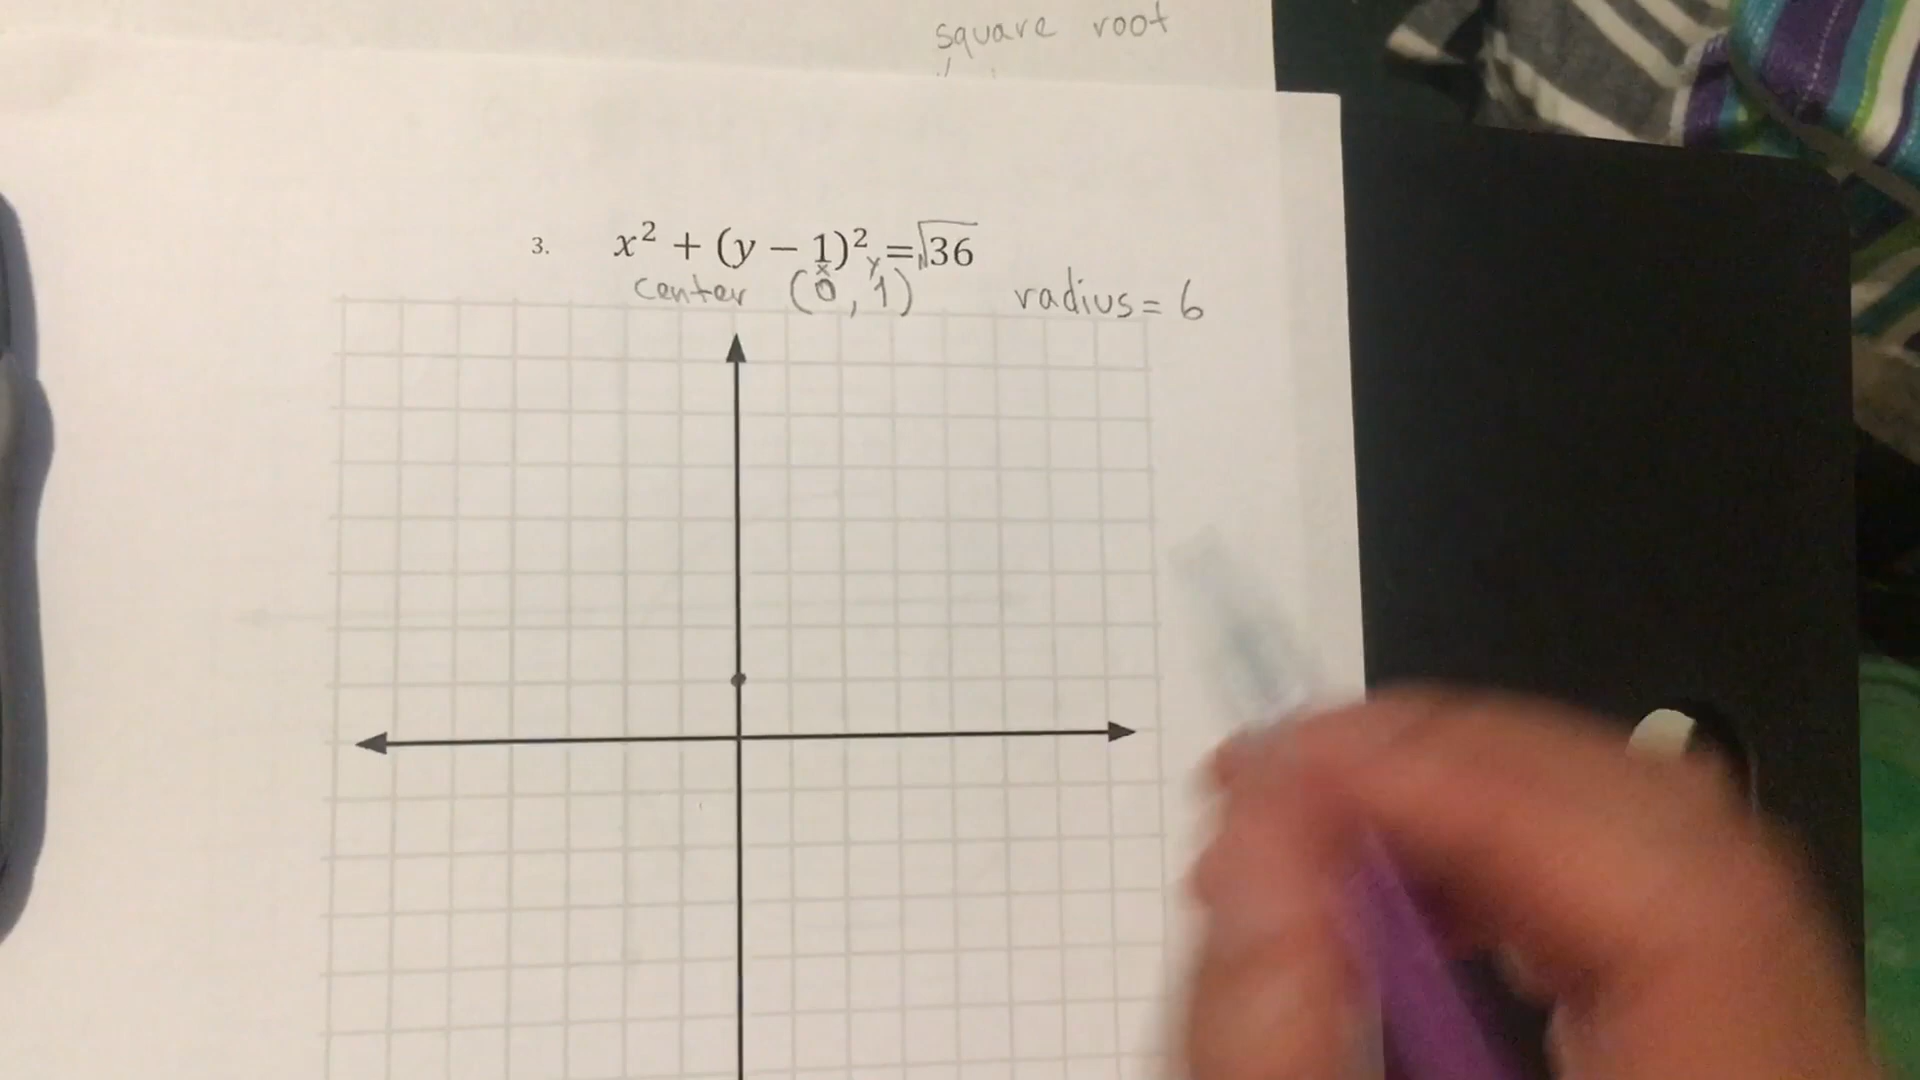 square root
3. x² + (y − 1)² = √36
x y
center (0, 1) radius = 6